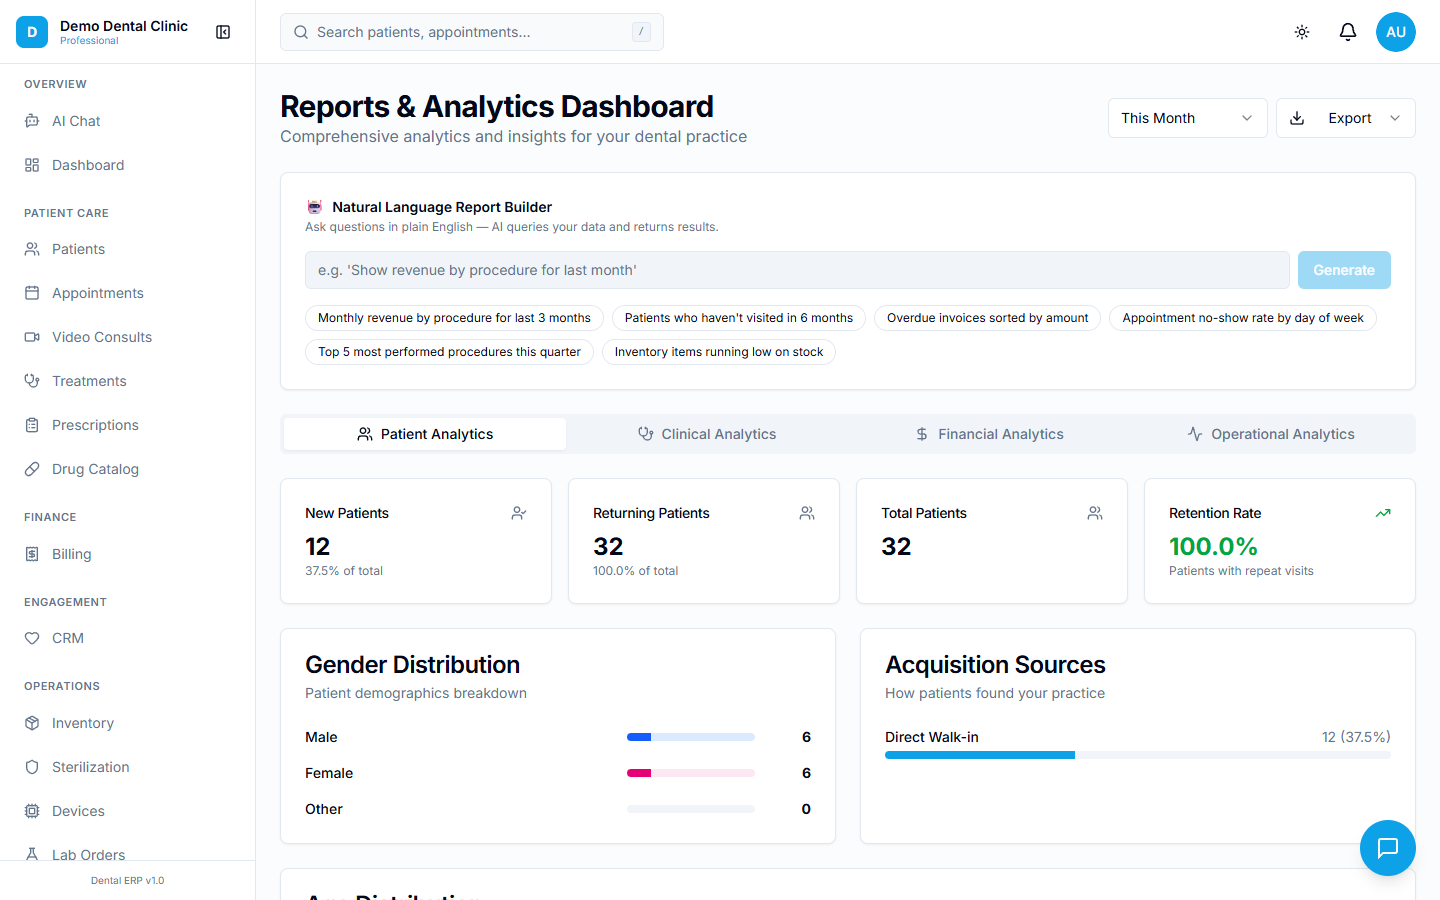 D
Demo Dental Clinic
Professional
Search patients, appointments...
/
AU
OVERVIEW
AI Chat
Dashboard
PATIENT CARE
Patients
Appointments
Video Consults
Treatments
Prescriptions
Drug Catalog
FINANCE
Billing
ENGAGEMENT
CRM
OPERATIONS
Inventory
Sterilization
Devices
Lab Orders
Dental ERP v1.0
Reports & Analytics Dashboard
Comprehensive analytics and insights for your dental practice
This Month
Export
Natural Language Report Builder
Ask questions in plain English — AI queries your data and returns results.
e.g. 'Show revenue by procedure for last month'
Generate
Monthly revenue by procedure for last 3 months
Patients who haven't visited in 6 months
Overdue invoices sorted by amount
Appointment no-show rate by day of week
Top 5 most performed procedures this quarter
Inventory items running low on stock
Patient Analytics
Clinical Analytics
Financial Analytics
Operational Analytics
New Patients
12
37.5% of total
Returning Patients
32
100.0% of total
Total Patients
32
Retention Rate
100.0%
Patients with repeat visits
Gender Distribution
Patient demographics breakdown
Male 6
Female 6
Other 0
Acquisition Sources
How patients found your practice
Direct Walk-in 12 (37.5%)
Age Distribution